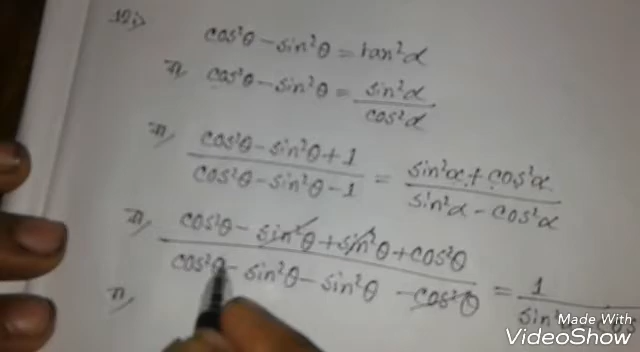 cos²θ - sin²θ = tan²α
cos²θ - sin²θ = sin²α / cos²α
cos²θ - sin²θ + 1 / cos²θ - sin²θ - 1 = sin²α + cos²α / sin²α - cos²α
cos²θ - sin²θ + sin²θ + cos²θ / cos²θ - sin²θ - sin²θ - cos²θ = 1 /
Made With
VideoShow